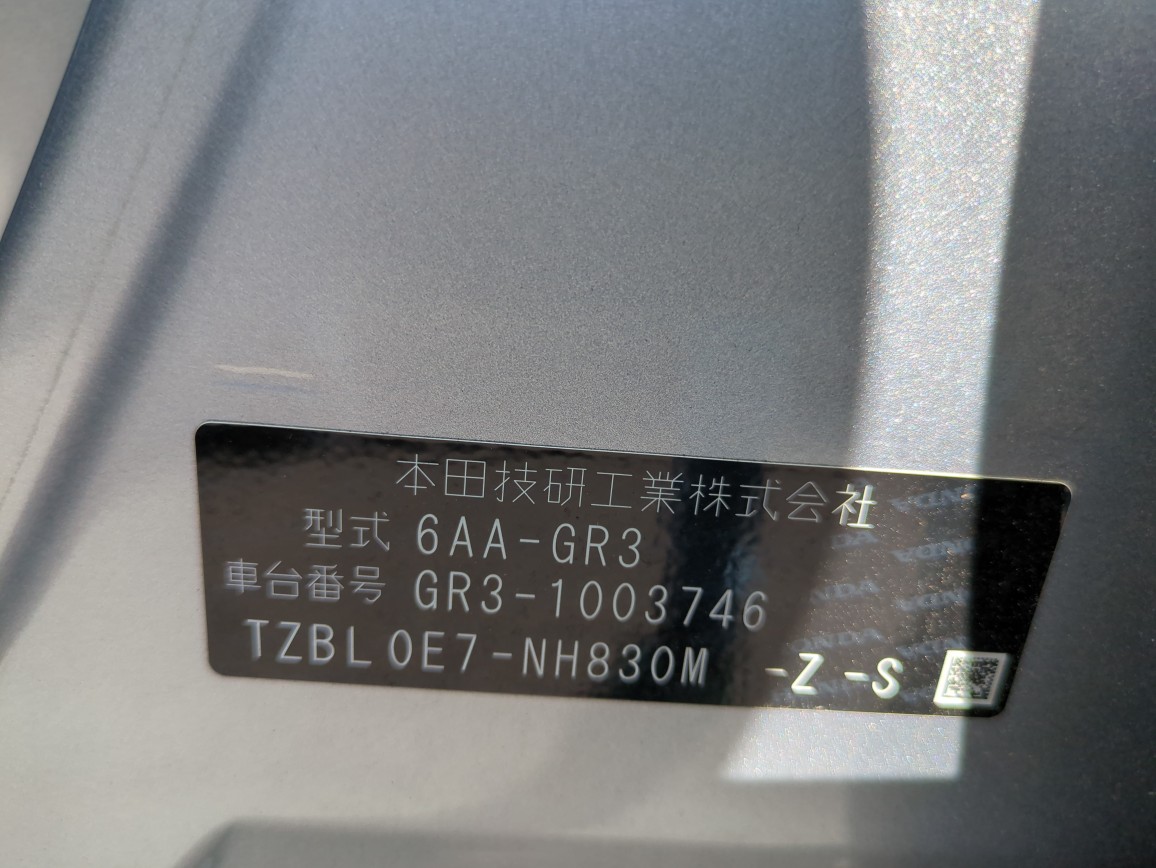 本田技研工業株式会社
型式 6AA-GR3
車台番号 GR3-1003746
TZBL0E7-NH830M -Z -S